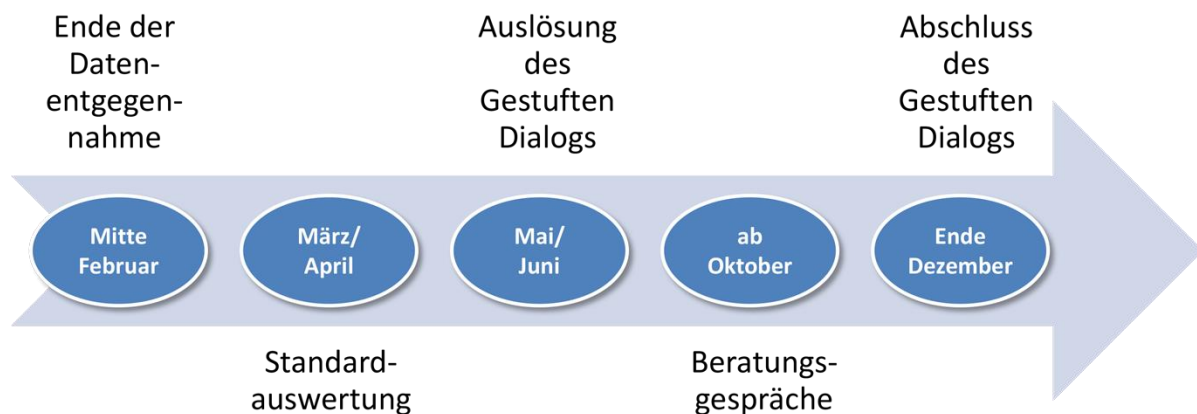 Ende der
Daten-
entgegen-
nahme
Auslösung
des
Gestuften
Dialogs
Abschluss
des
Gestuften
Dialogs
Mitte
Februar
März/
April
Mai/
Juni
ab
Oktober
Ende
Dezember
Standard-
auswertung
Beratungs-
gespräche